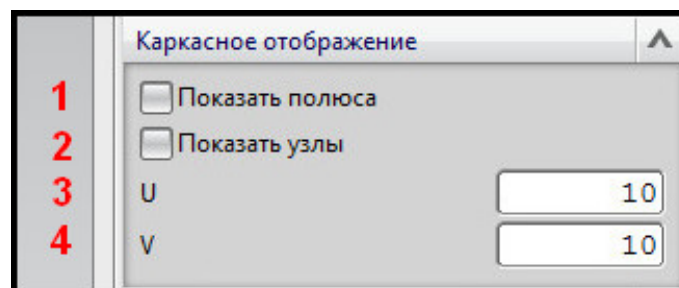 Каркасное отображение
1 Показать полюса
2 Показать узлы
3 U 10
4 V 10